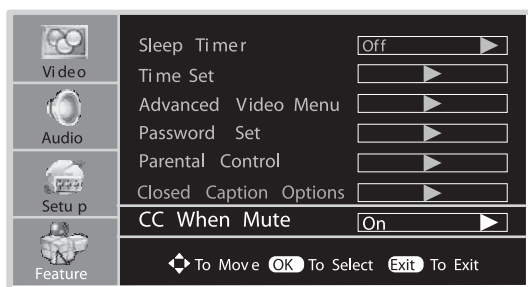 Video
Audio
Setup
Feature
Sleep Timer Off
Time Set
Advanced Video Menu
Password Set
Parental Control
Closed Caption Options
CC When Mute On
To Move OK To Select Exit To Exit